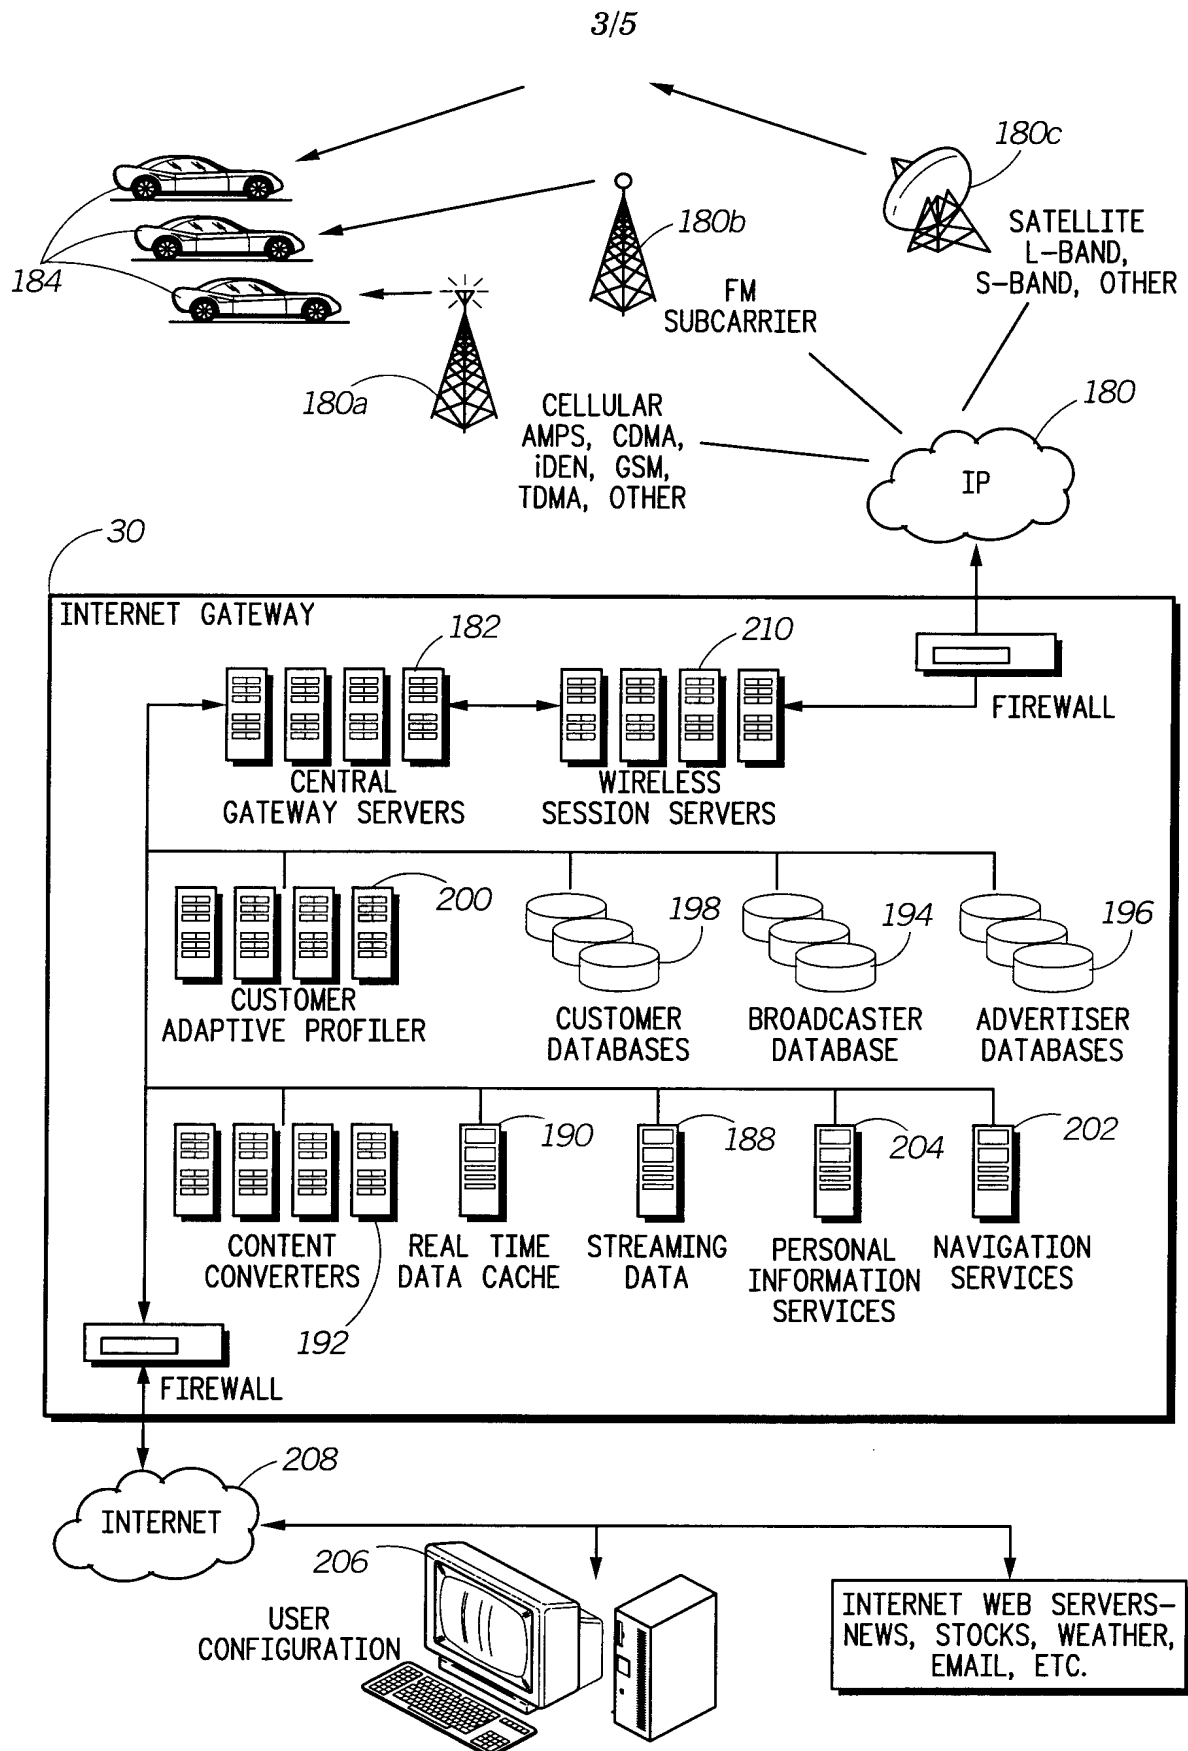 3/5
180c
180b
184
SATELLITE
L-BAND,
S-BAND, OTHER
FM
SUBCARRIER
180a
CELLULAR
AMPS, CDMA,
iDEN, GSM,
TDMA, OTHER
180
IP
30
INTERNET GATEWAY
182
210
FIREWALL
CENTRAL
GATEWAY SERVERS
WIRELESS
SESSION SERVERS
200
198
194
196
CUSTOMER
ADAPTIVE PROFILER
CUSTOMER
DATABASES
BROADCASTER
DATABASE
ADVERTISER
DATABASES
190
188
204
202
CONTENT
CONVERTERS
REAL TIME
DATA CACHE
STREAMING
DATA
PERSONAL
INFORMATION
SERVICES
NAVIGATION
SERVICES
192
FIREWALL
208
INTERNET
206
USER
CONFIGURATION
INTERNET WEB SERVERS-
NEWS, STOCKS, WEATHER,
EMAIL, ETC.